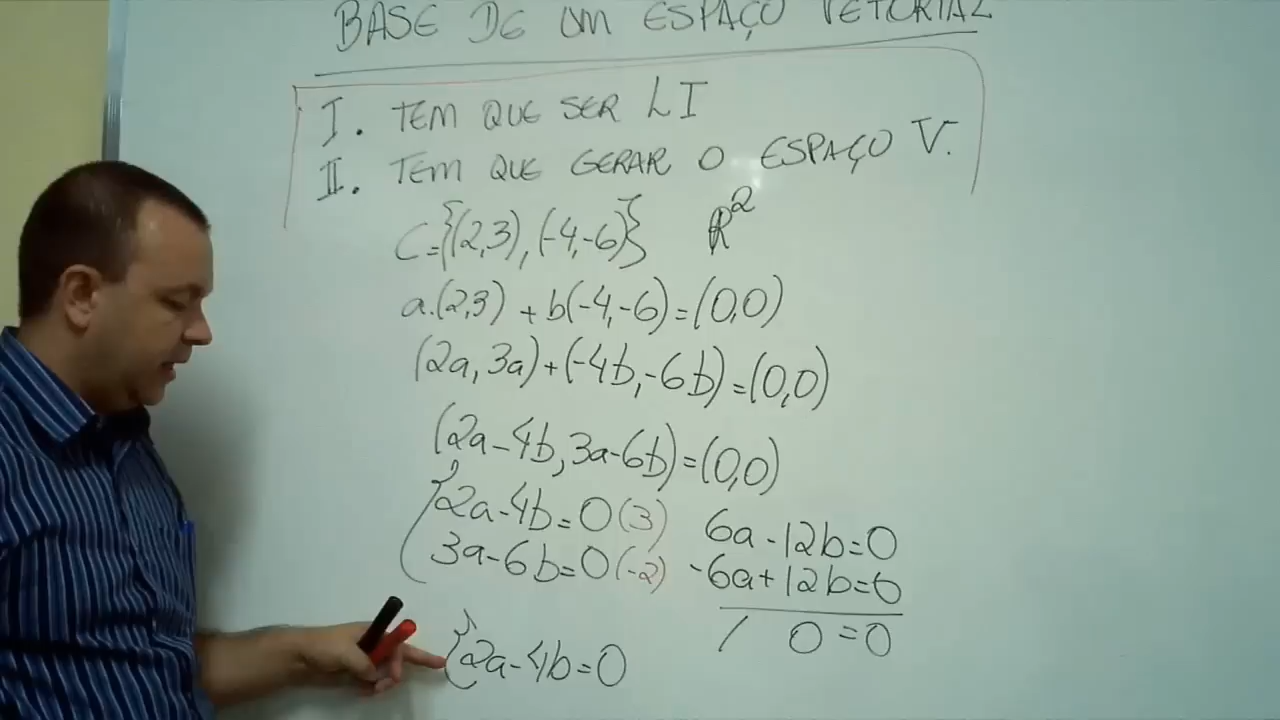 BASE DE UM ESPAÇO VETORIAL
I. TEM QUE SER LI
II. TEM QUE GERAR O ESPAÇO V.
C={(2,3),(-4,-6)} R²
a.(2,3) + b(-4,-6)=(0,0)
(2a,3a)+(-4b,-6b)=(0,0)
(2a-4b,3a-6b)=(0,0)
{2a-4b=0(3) 6a-12b=0
3a-6b=0(-2) -6a+12b=0
/ 0=0
{2a-4b=0